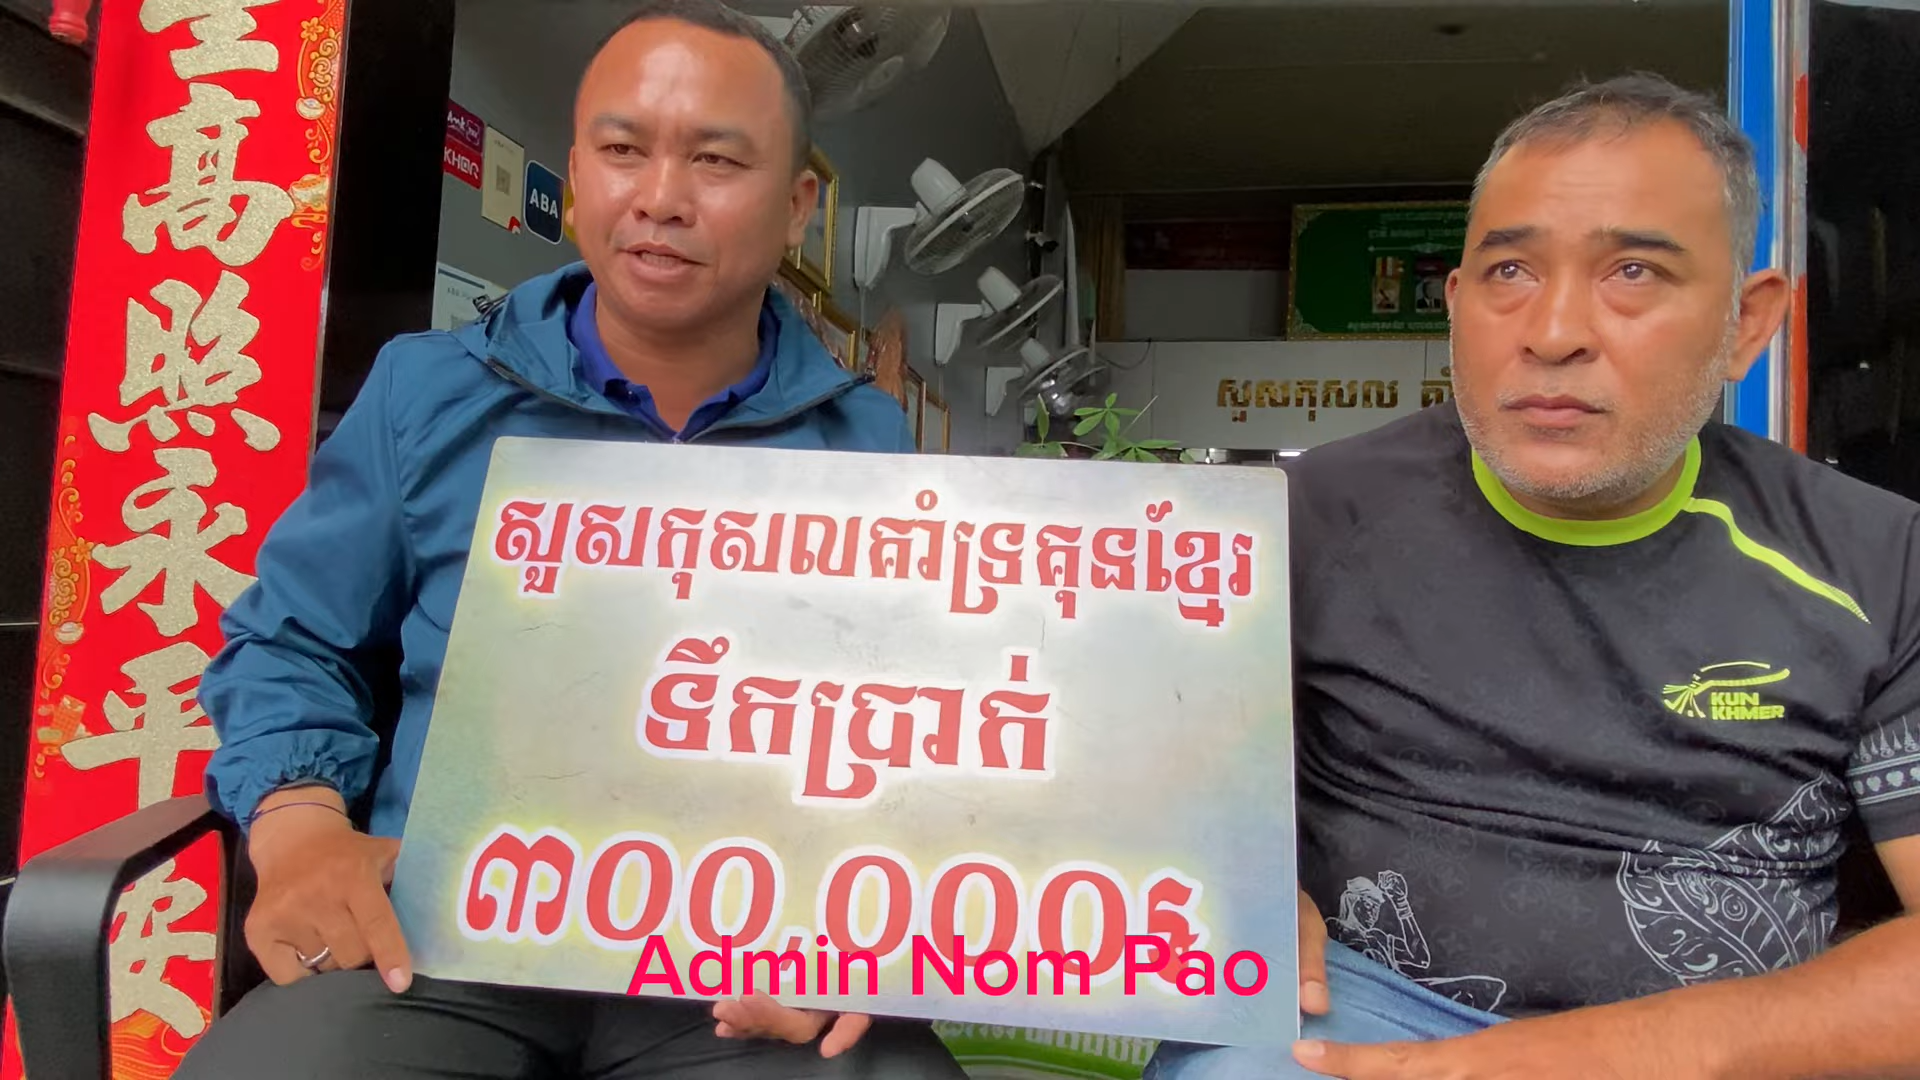 高
照
永
平
安
KHQR
ABA
សួសកុសល គាំ
សួសកុសលគាំទ្រគុនខ្មែរ
ទឹកប្រាក់
៣០០,០០០៛
KUN
KHMER
Admin Nom Pao